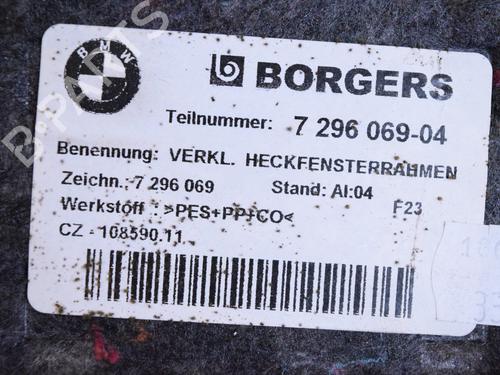 BMW
BORGERS
Teilnummer: 7 296 069-04
Benennung: VERKL. HECKFENSTERRAHMEN
Zeichn.:-7 296 069 Stand: AI:04
Werkstoff : >PES+PP+CO< F23
CZ - 108590.11